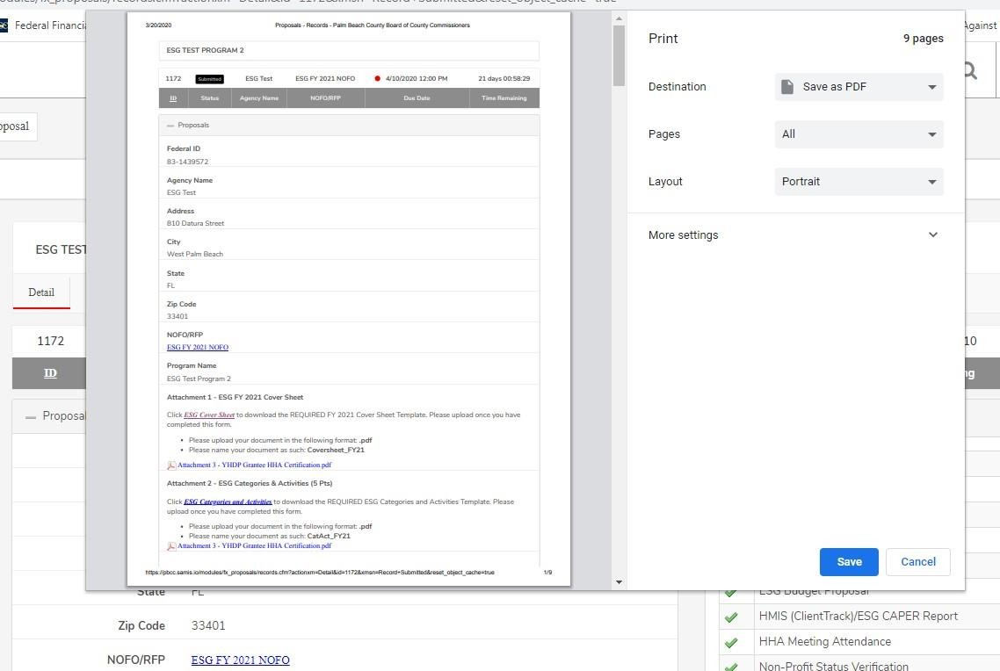 Federal Financia
Against
3/20/2020 Proposals - Records - Palm Beach County Board of County Commissioners
ESG TEST PROGRAM 2
1172 Submitted ESG Test ESG FY 2021 NOFO 4/10/2020 12:00 PM 21 days 00:58:29
ID Status Agency Name NOFO/RFP Due Date Time Remaining
Proposals
Federal ID
83-1439572
Agency Name
ESG Test
Address
810 Datura Street
City
West Palm Beach
State
FL
Zip Code
33401
NOFO/RFP
ESG FY 2021 NOFO
Program Name
ESG Test Program 2
Attachment 1 - ESG FY 2021 Cover Sheet
Click ESG Cover Sheet to download the REQUIRED FY 2021 Cover Sheet Template. Please upload once you have
completed this form.
• Please upload your document in the following format: .pdf
• Please name your document as such: Coversheet_FY21
Attachment 3 - YHDP Grantee HHA Certification.pdf
Attachment 2 - ESG Categories & Activities (5 Pts)
Click ESG Categories and Activities to download the REQUIRED ESG Categories and Activities Template. Please
upload once you have completed this form.
• Please upload your document in the following format: .pdf
• Please name your document as such: CatAct_FY21
Attachment 3 - YHDP Grantee HHA Certification.pdf
https://pbcc.samis.io/modules/fx_proposals/records.cfm?actionxm=Detail&id=1172&xmsn=Record+Submitted&reset_object_cache=true 1/9
Print 9 pages
Destination Save as PDF
Pages All
Layout Portrait
More settings
Save Cancel
oposal
ESG TEST
Detail
1172
10
ID
ng
Proposal
State FL
Zip Code 33401
NOFO/RFP ESG FY 2021 NOFO
ESG Budget Proposal
HMIS (ClientTrack)/ESG CAPER Report
HHA Meeting Attendance
Non-Profit Status Verification